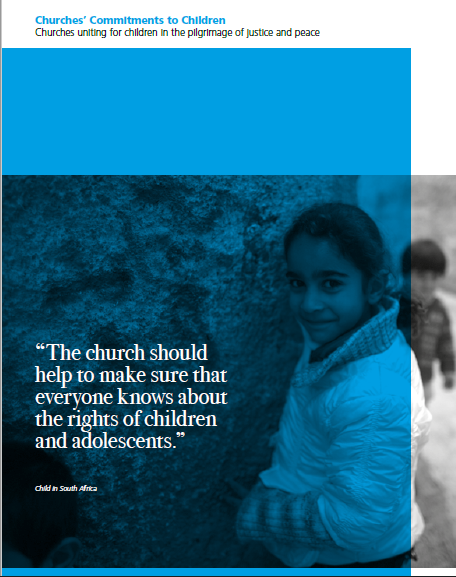 Churches' Commitments to Children
Churches uniting for children in the pilgrimage of justice and peace
“The church should
help to make sure that
everyone knows about
the rights of children
and adolescents.”
Child in South Africa